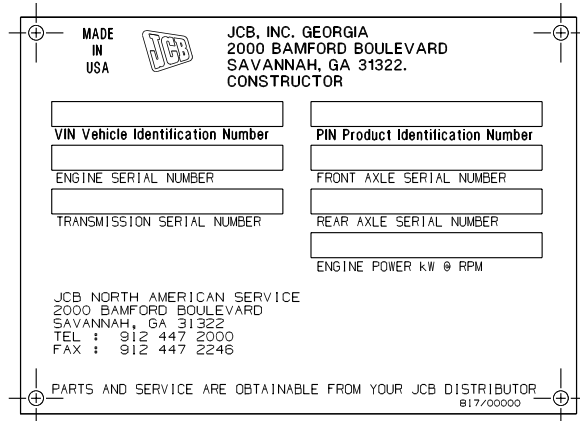 MADE
IN
USA
JCB
JCB, INC. GEORGIA
2000 BAMFORD BOULEVARD
SAVANNAH, GA 31322.
CONSTRUCTOR
VIN Vehicle Identification Number
PIN Product Identification Number
ENGINE SERIAL NUMBER
FRONT AXLE SERIAL NUMBER
TRANSMISSION SERIAL NUMBER
REAR AXLE SERIAL NUMBER
ENGINE POWER kW @ RPM
JCB NORTH AMERICAN SERVICE
2000 BAMFORD BOULEVARD
SAVANNAH, GA 31322
TEL : 912 447 2000
FAX : 912 447 2246
PARTS AND SERVICE ARE OBTAINABLE FROM YOUR JCB DISTRIBUTOR
817/00000